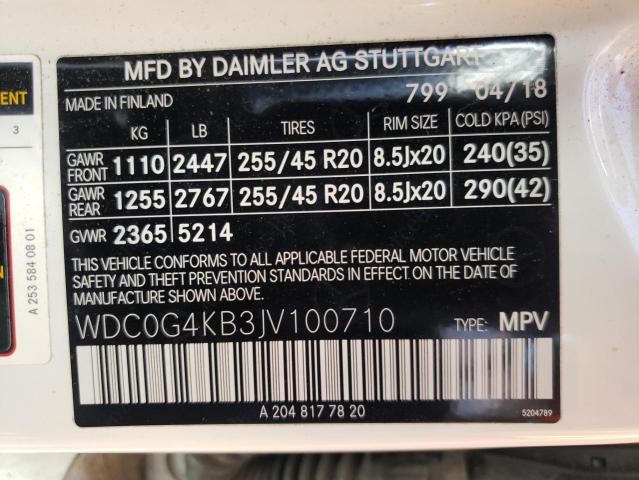 MFD BY DAIMLER AG STUTTGART
MADE IN FINLAND 799 04/18
KG LB TIRES RIM SIZE COLD KPA(PSI)
GAWR FRONT 1110 2447 255/45 R20 8.5Jx20 240(35)
GAWR REAR 1255 2767 255/45 R20 8.5Jx20 290(42)
GVWR 2365 5214
THIS VEHICLE CONFORMS TO ALL APPLICABLE FEDERAL MOTOR VEHICLE
SAFETY AND THEFT PREVENTION STANDARDS IN EFFECT ON THE DATE OF
MANUFACTURE SHOWN ABOVE.
WDC0G4KB3JV100710 TYPE: MPV
A 204 817 78 20
5204789
3
A 253 584 08 01